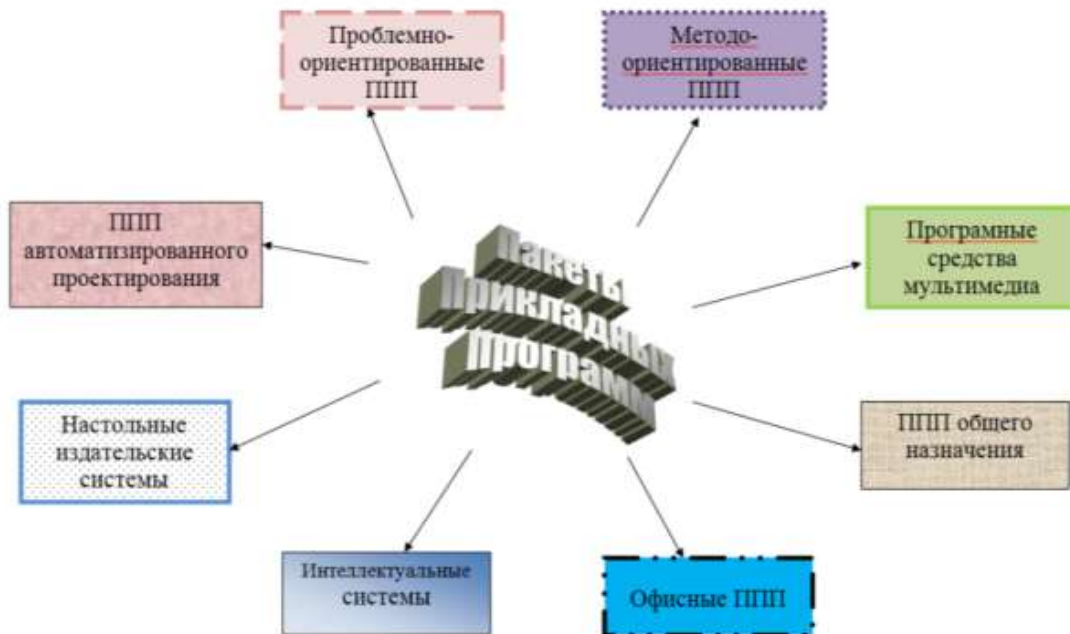 Проблемно-
ориентированные
ППП
Методо-
ориентированные
ППП
ППП
автоматизированного
проектирования
Програмные
средства
мультимедиа
Пакеты
Прикладных
Программ
Настольные
издательские
системы
ППП общего
назначения
Интеллектуальные
системы
Офисные ППП